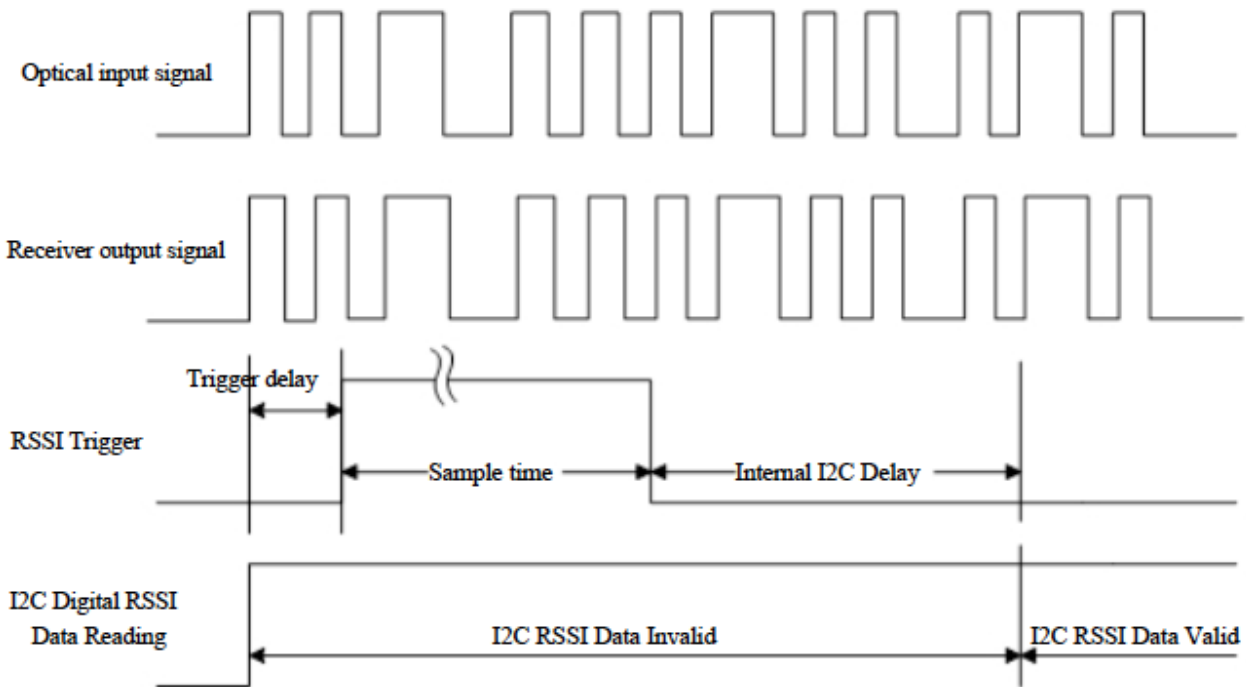 Optical input signal
Receiver output signal
Trigger delay
RSSI Trigger
Sample time
Internal I2C Delay
I2C Digital RSSI
Data Reading
I2C RSSI Data Invalid
I2C RSSI Data Valid